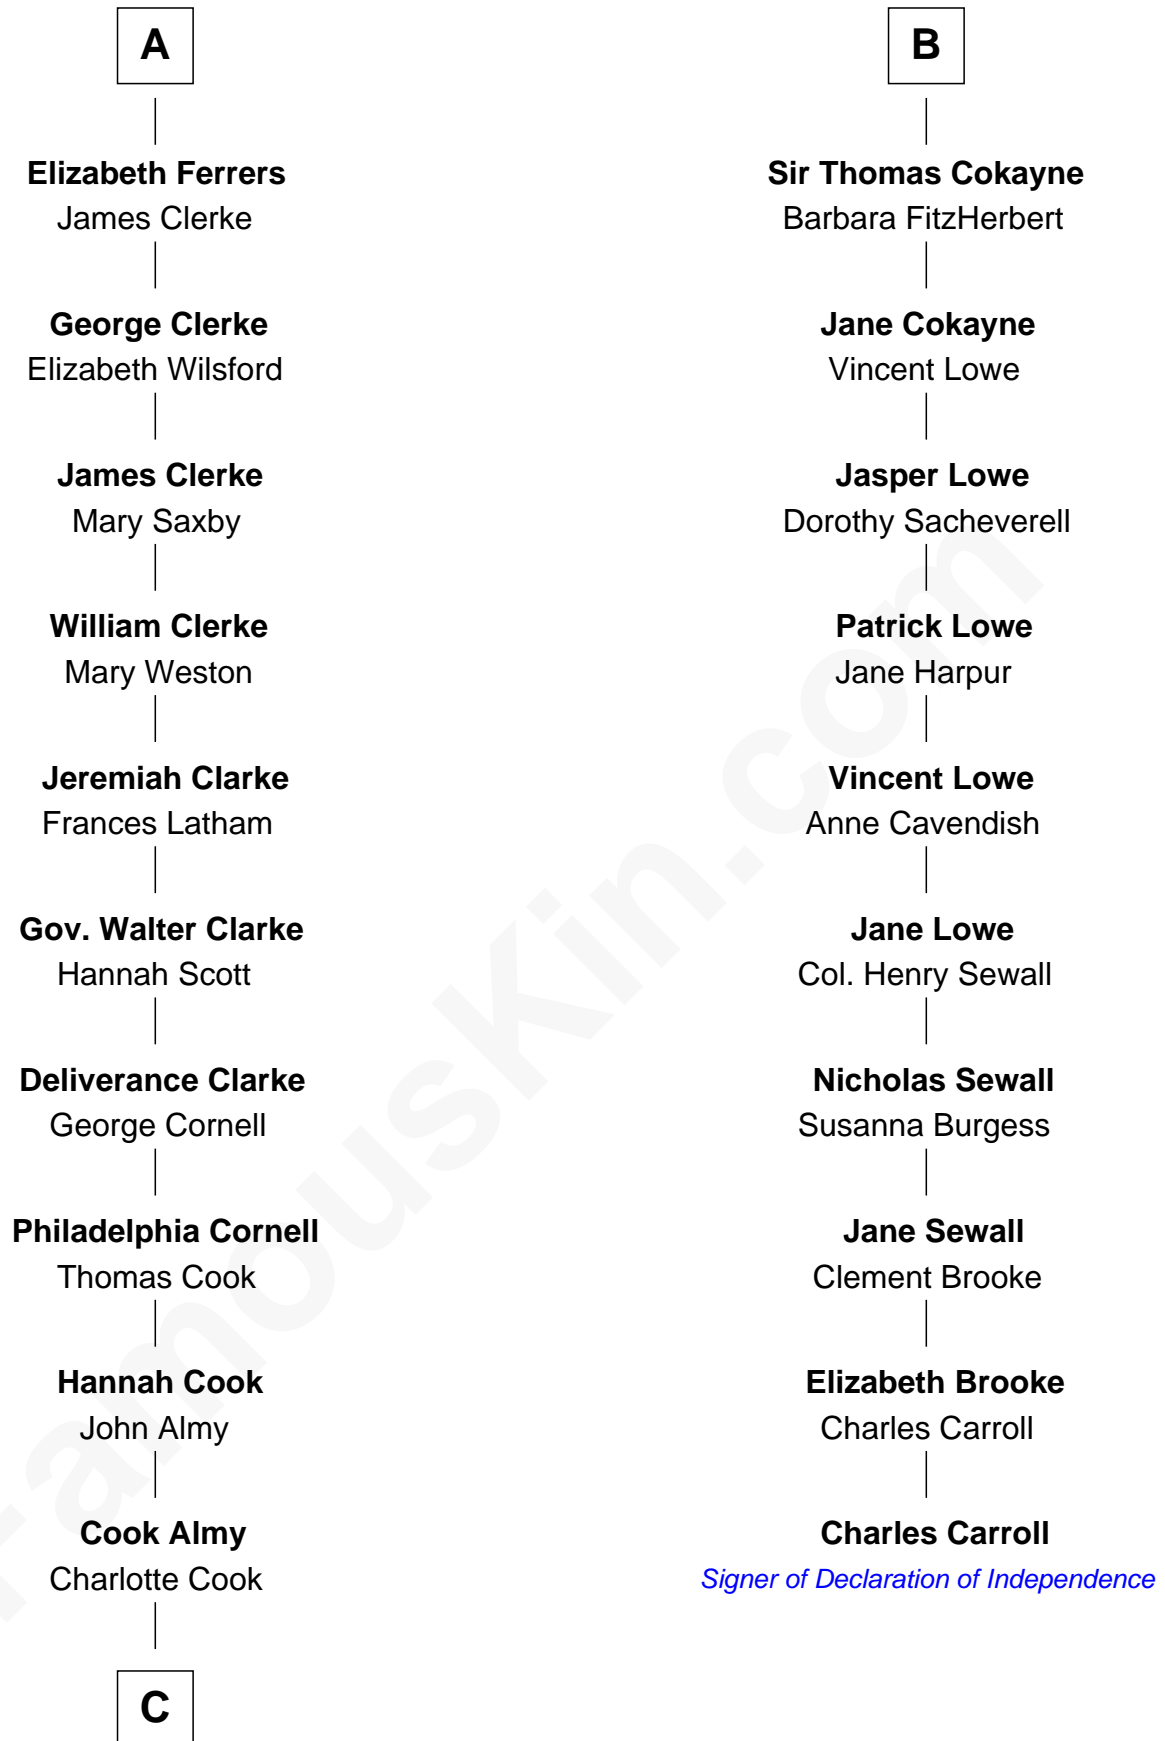 A
Elizabeth Ferrers
James Clerke
George Clerke
Elizabeth Wilsford
James Clerke
Mary Saxby
William Clerke
Mary Weston
Jeremiah Clarke
Frances Latham
Gov. Walter Clarke
Hannah Scott
Deliverance Clarke
George Cornell
Philadelphia Cornell
Thomas Cook
Hannah Cook
John Almy
Cook Almy
Charlotte Cook
C
B
Sir Thomas Cokayne
Barbara FitzHerbert
Jane Cokayne
Vincent Lowe
Jasper Lowe
Dorothy Sacheverell
Patrick Lowe
Jane Harpur
Vincent Lowe
Anne Cavendish
Jane Lowe
Col. Henry Sewall
Nicholas Sewall
Susanna Burgess
Jane Sewall
Clement Brooke
Elizabeth Brooke
Charles Carroll
Charles Carroll
Signer of Declaration of Independence
FamousKin.com